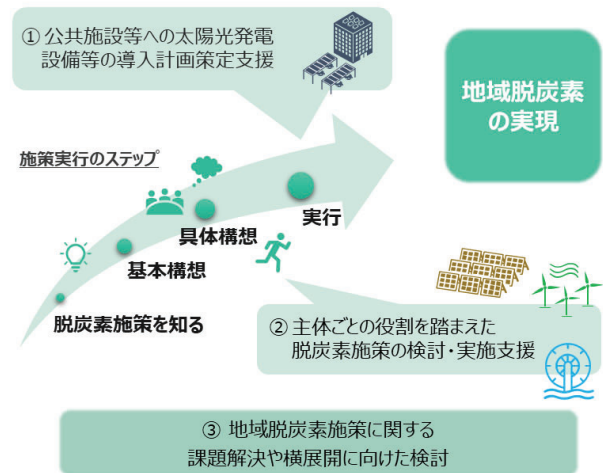 ① 公共施設等への太陽光発電
設備等の導入計画策定支援
地域脱炭素
の実現
施策実行のステップ
実行
具体構想
基本構想
脱炭素施策を知る
② 主体ごとの役割を踏まえた
脱炭素施策の検討・実施支援
③ 地域脱炭素施策に関する
課題解決や横展開に向けた検討